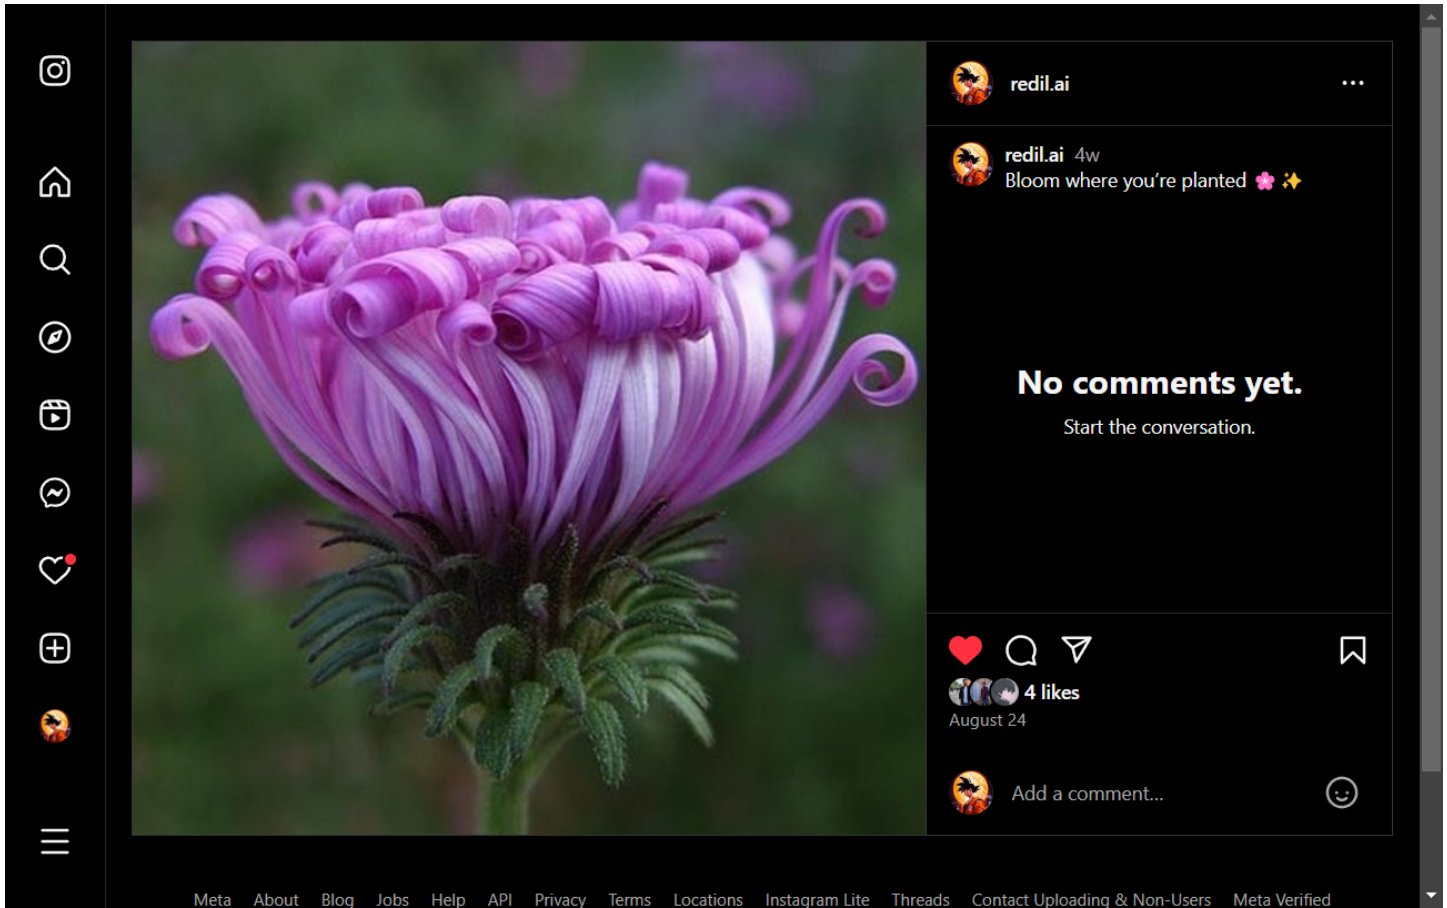 redil.ai
redil.ai 4w
Bloom where you’re planted 🌸 ✨
No comments yet.
Start the conversation.
4 likes
August 24
Add a comment...
Meta About Blog Jobs Help API Privacy Terms Locations Instagram Lite Threads Contact Uploading & Non-Users Meta Verified